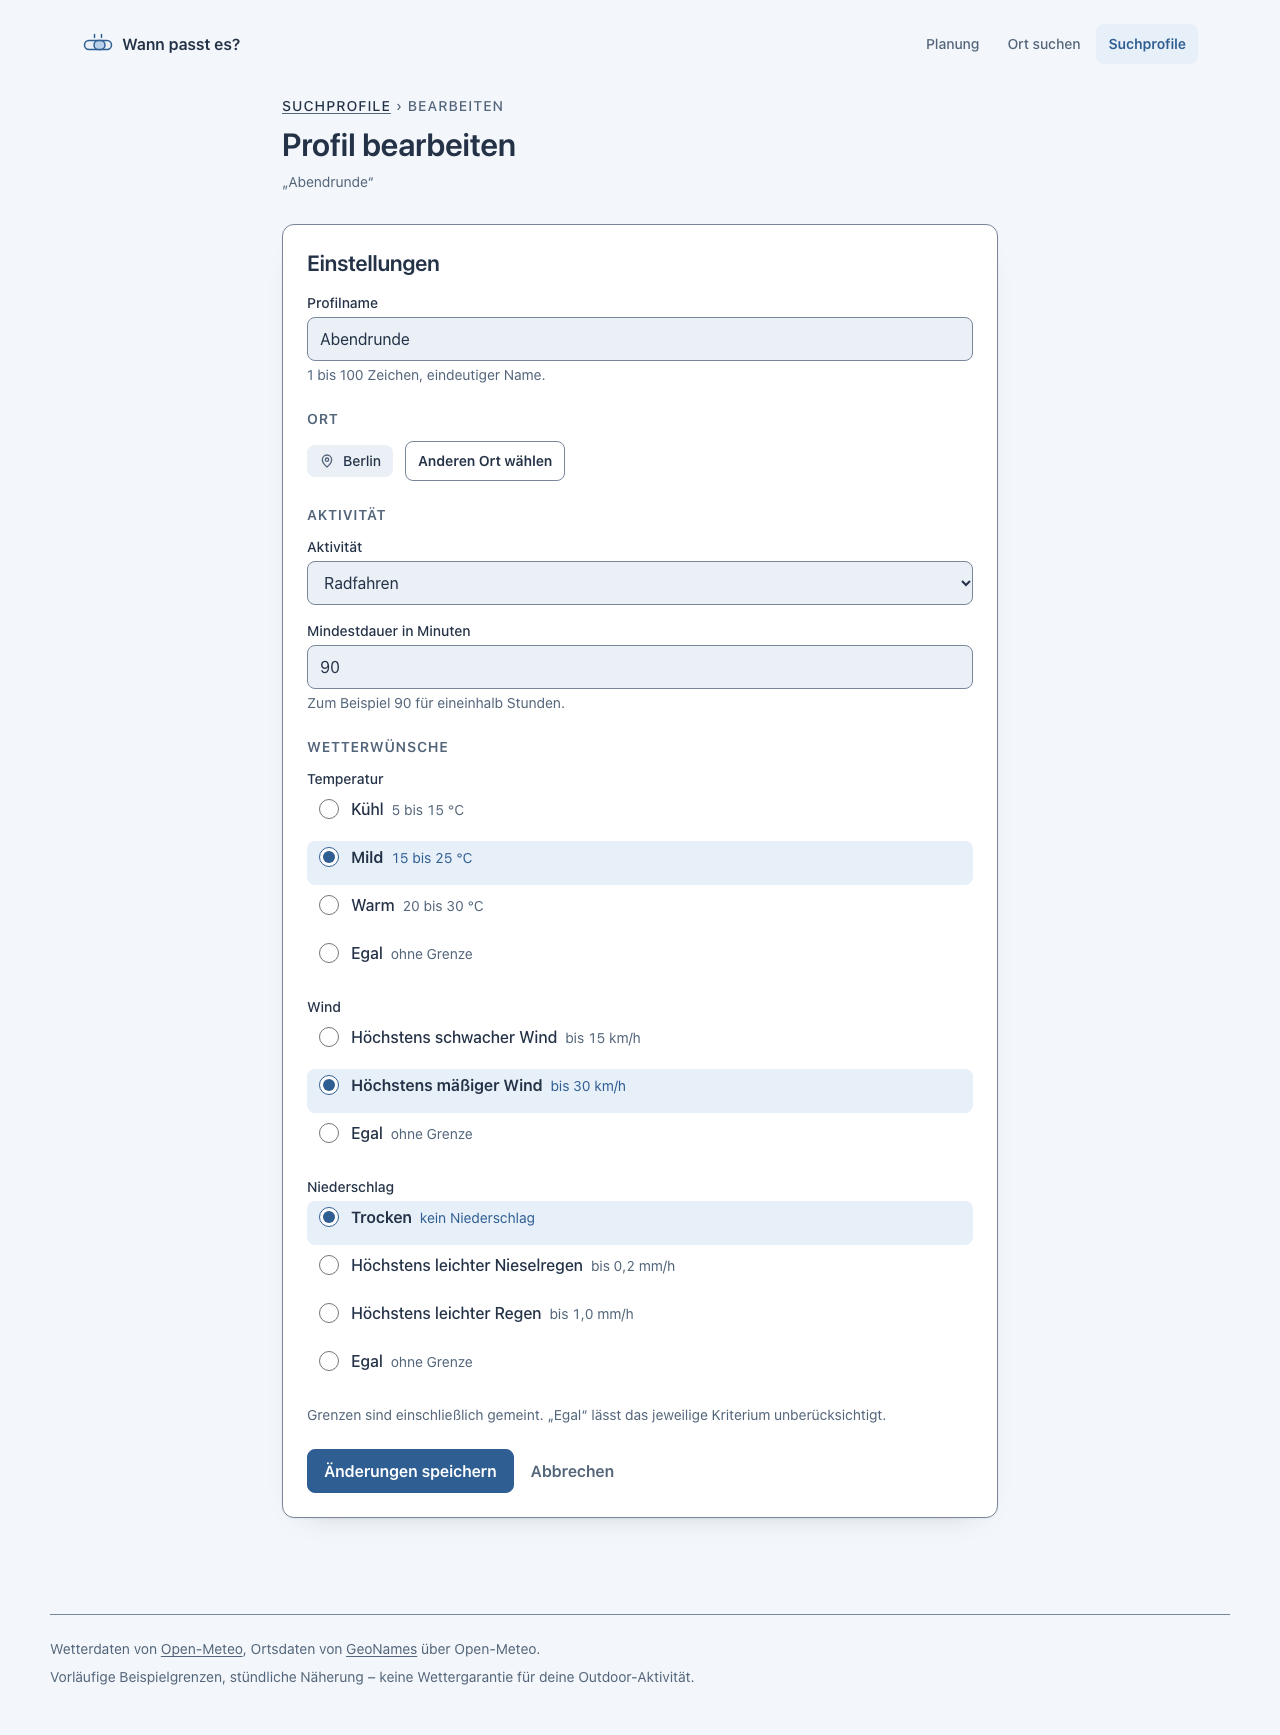 Wann passt es?
Planung
Ort suchen
Suchprofile
SUCHPROFILE › BEARBEITEN
Profil bearbeiten
„Abendrunde“
Einstellungen
Profilname
Abendrunde
1 bis 100 Zeichen, eindeutiger Name.
ORT
Berlin
Anderen Ort wählen
AKTIVITÄT
Aktivität
Radfahren
Mindestdauer in Minuten
90
Zum Beispiel 90 für eineinhalb Stunden.
WETTERWÜNSCHE
Temperatur
Kühl 5 bis 15 °C
Mild 15 bis 25 °C
Warm 20 bis 30 °C
Egal ohne Grenze
Wind
Höchstens schwacher Wind bis 15 km/h
Höchstens mäßiger Wind bis 30 km/h
Egal ohne Grenze
Niederschlag
Trocken kein Niederschlag
Höchstens leichter Nieselregen bis 0,2 mm/h
Höchstens leichter Regen bis 1,0 mm/h
Egal ohne Grenze
Grenzen sind einschließlich gemeint. „Egal“ lässt das jeweilige Kriterium unberücksichtigt.
Änderungen speichern
Abbrechen
Wetterdaten von Open-Meteo, Ortsdaten von GeoNames über Open-Meteo.
Vorläufige Beispielgrenzen, stündliche Näherung – keine Wettergarantie für deine Outdoor-Aktivität.